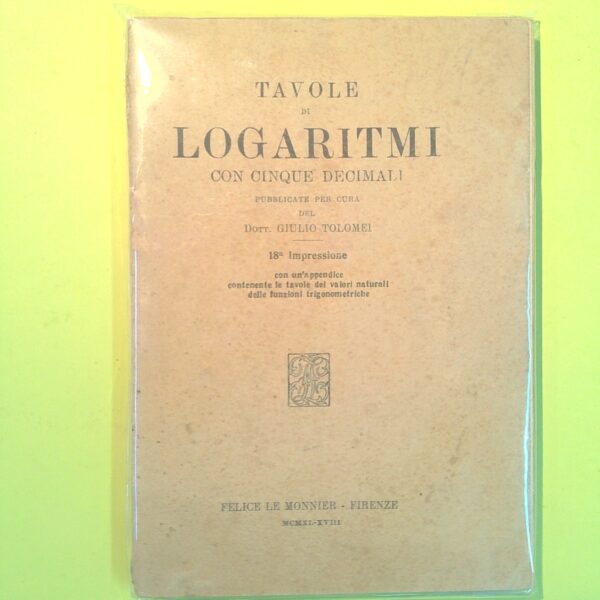 TAVOLE
DI
LOGARITMI
CON CINQUE DECIMALI
PUBBLICATE PER CURA
DEL
DOTT. GIULIO TOLOMEI
18ª Impressione
con un'appendice
contenente le tavole dei valori naturali
delle funzioni trigonometriche
FELICE LE MONNIER - FIRENZE
MCMXL-XVIII